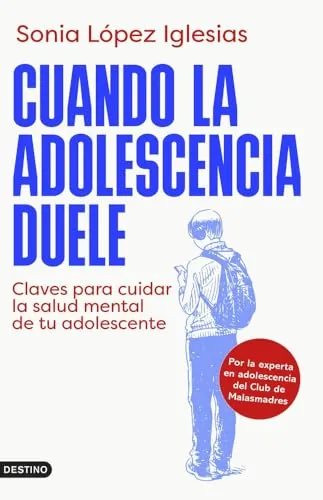 Sonia López Iglesias
CUANDO LA
ADOLESCENCIA
DUELE
Claves para cuidar
la salud mental
de tu adolescente
Por la experta
en adolescencia
del Club de
Malasmadres
DESTINO